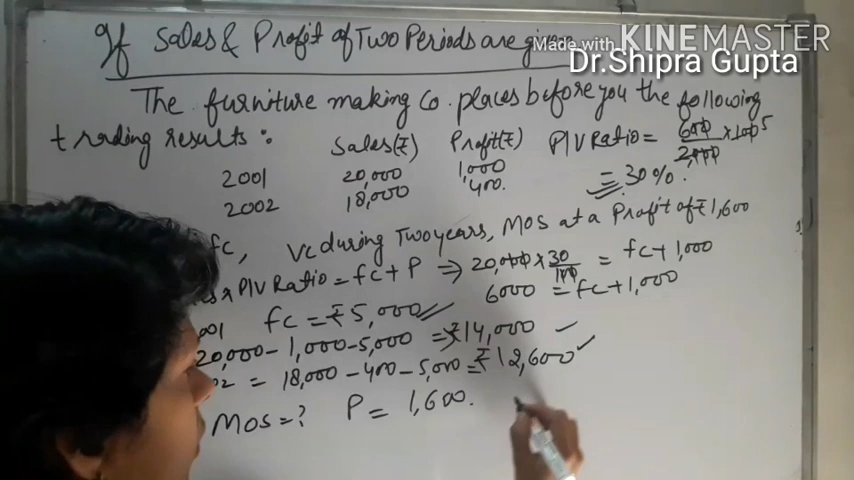 If Sales & Profit of Two Periods are given
Made with KINEMASTER
Dr.Shipra Gupta
The furniture making Co. places before you the following
trading results :
Sales(₹) Profit(₹)
2001 20,000 1,000
2002 18,000 400.
P/V Ratio = 600/2,000 × 100 5
= 30%.
fc, Vc during Two years, MOS at a Profit of ₹1,600
x P/V Ratio = fc + P ⇒ 20,000 × 30/100 = fc + 1,000
6000 = fc + 1,000
fc = ₹5,000
20,000 - 1,000 - 5,000 = ₹14,000 ✓
= 18,000 - 400 - 5,000 = ₹12,600 ✓
MOS = ? P = 1,600.